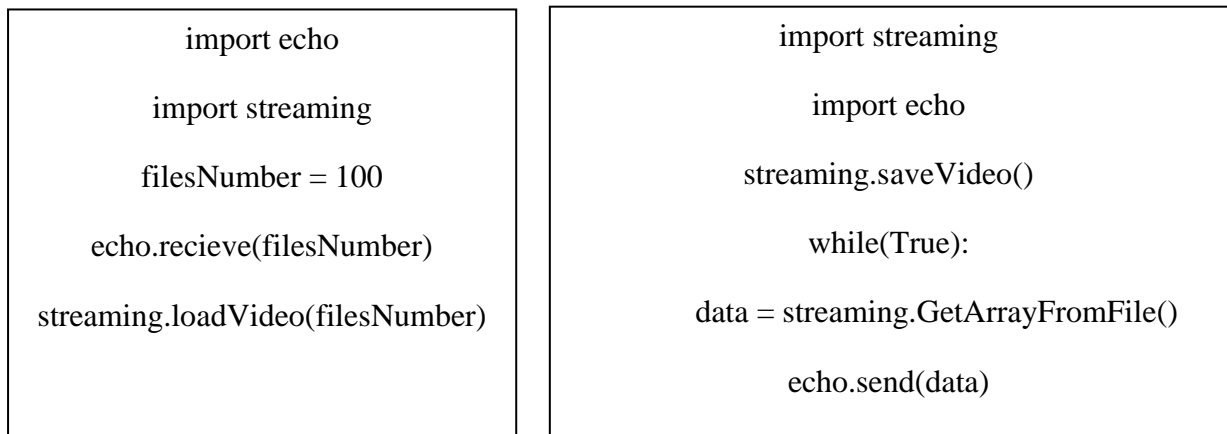 import echo
import streaming
filesNumber = 100
echo.recieve(filesNumber)
streaming.loadVideo(filesNumber)
import streaming
import echo
streaming.saveVideo()
while(True):
data = streaming.GetArrayFromFile()
echo.send(data)